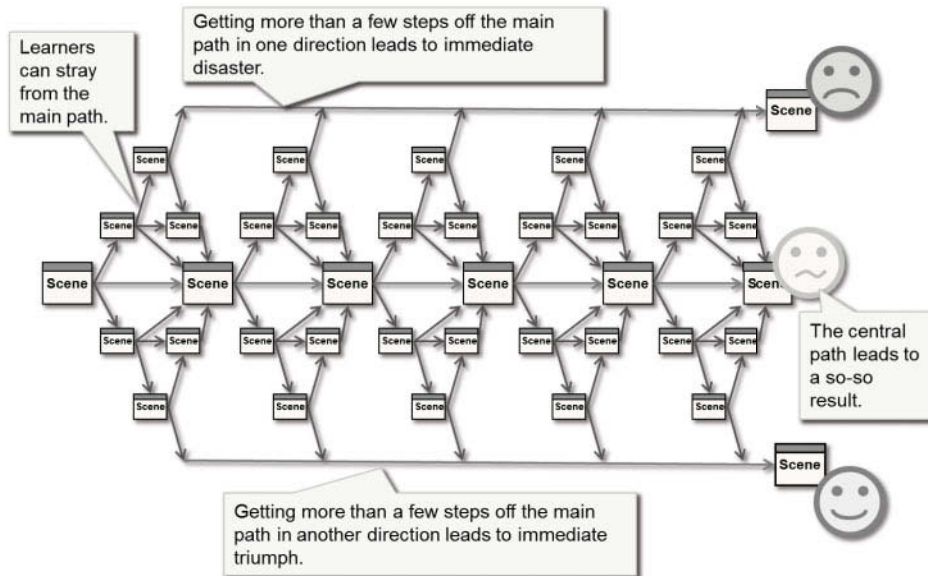 Getting more than a few steps off the main
path in one direction leads to immediate
disaster.
Learners
can stray
from the
main path.
Scene
Scene Scene Scene Scene Scene
Scene Scene Scene Scene Scene Scene Scene Scene Scene Scene
Scene Scene Scene Scene Scene Scene
Scene Scene Scene Scene Scene Scene Scene Scene Scene Scene
Scene Scene Scene Scene Scene
The central
path leads to
a so-so
result.
Scene
Getting more than a few steps off the main
path in another direction leads to immediate
triumph.